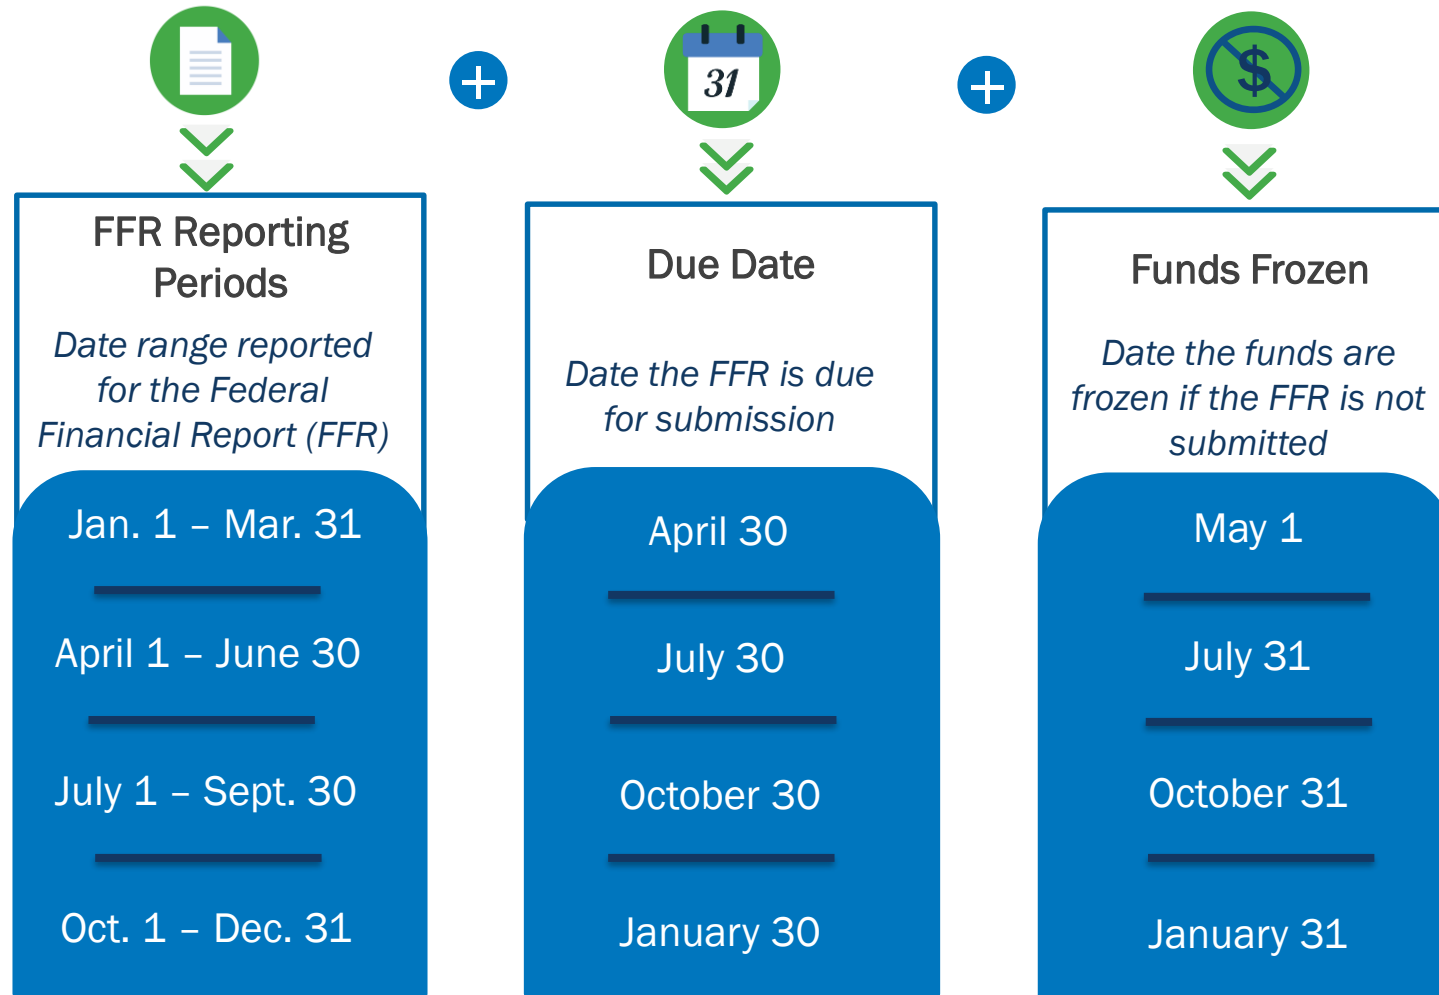 31
$
FFR Reporting
Periods
Date range reported
for the Federal
Financial Report (FFR)
Jan. 1 – Mar. 31
April 1 – June 30
July 1 – Sept. 30
Oct. 1 – Dec. 31
Due Date
Date the FFR is due
for submission
April 30
July 30
October 30
January 30
Funds Frozen
Date the funds are
frozen if the FFR is not
submitted
May 1
July 31
October 31
January 31